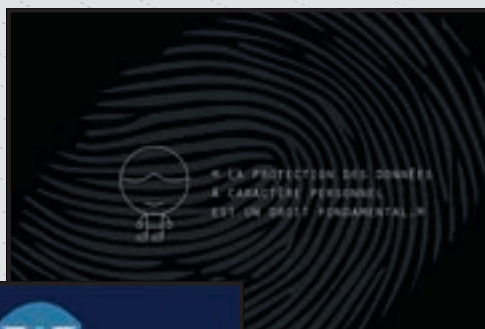 « LA PROTECTION DES DONNÉES
À CARACTÈRE PERSONNEL
EST UN DROIT FONDAMENTAL.»